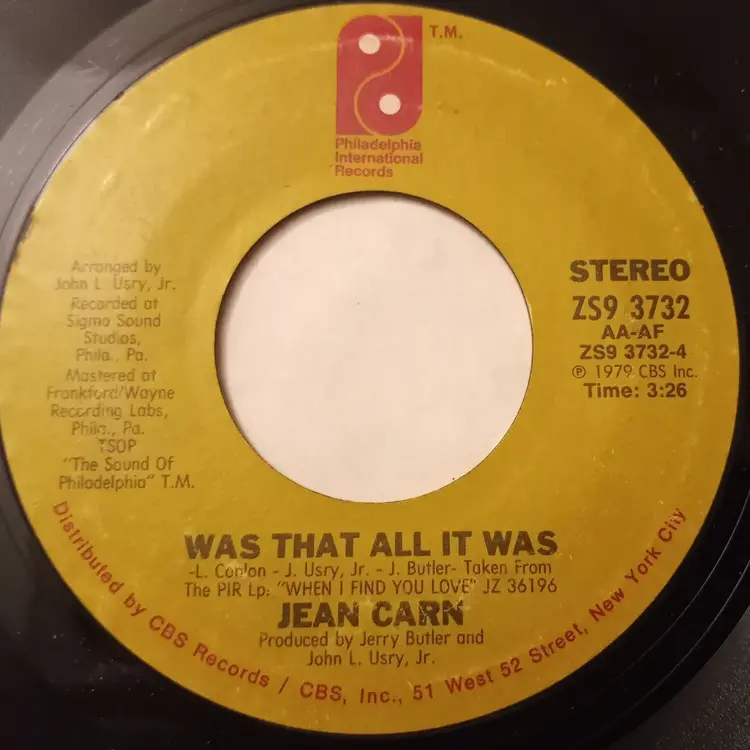 T.M.
Philadelphia
International
Records
Arranged by
John L. Usry, Jr.
Recorded at
Sigma Sound
Studios,
Phila., Pa.
Mastered at
Frankford/Wayne
Recording Labs,
Phila., Pa.
TSOP
"The Sound Of
Philadelphia" T.M.
STEREO
ZS9 3732
AA-AF
ZS9 3732-4
℗ 1979 CBS Inc.
Time: 3:26
WAS THAT ALL IT WAS
-L. Conlon - J. Usry, Jr. - J. Butler- Taken From
The PIR Lp: "WHEN I FIND YOU LOVE" JZ 36196
JEAN CARN
Produced by Jerry Butler and
John L. Usry, Jr.
Distributed by CBS Records / CBS, Inc., 51 West 52 Street, New York City